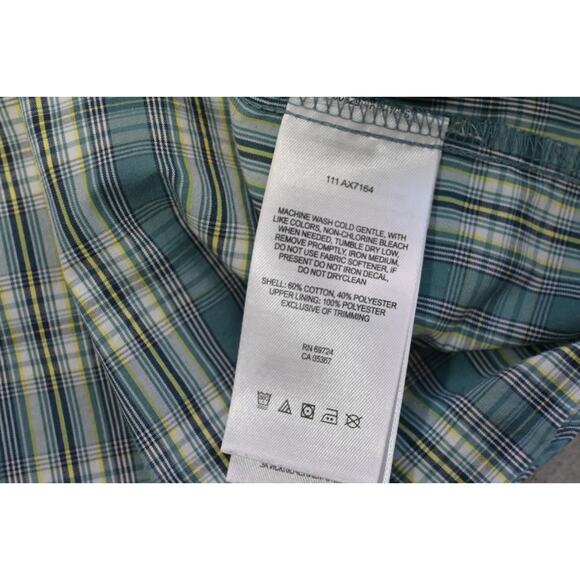 111 AX7164
MACHINE WASH COLD GENTLE, WITH
LIKE COLORS, NON-CHLORINE BLEACH
WHEN NEEDED, TUMBLE DRY LOW,
REMOVE PROMPTLY, IRON MEDIUM.
DO NOT USE FABRIC SOFTENER, IF
PRESENT DO NOT IRON DECAL,
DO NOT DRYCLEAN
SHELL: 60% COTTON, 40% POLYESTER
UPPER LINING: 100% POLYESTER
EXCLUSIVE OF TRIMMING
RN 69724
CA 05367